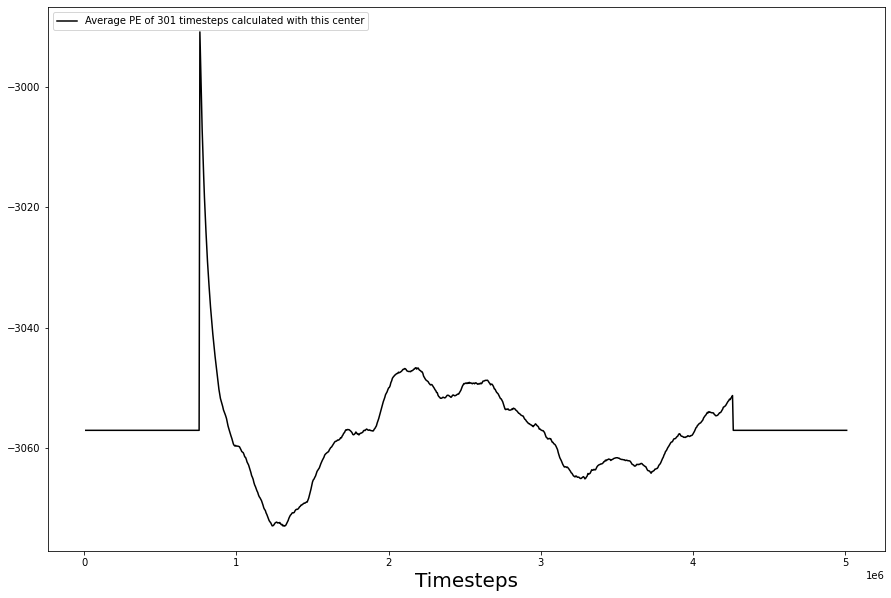 Average PE of 301 timesteps calculated with this center
−3000
−3020
−3040
−3060
0 1 2 3 4 5
1e6
Timesteps